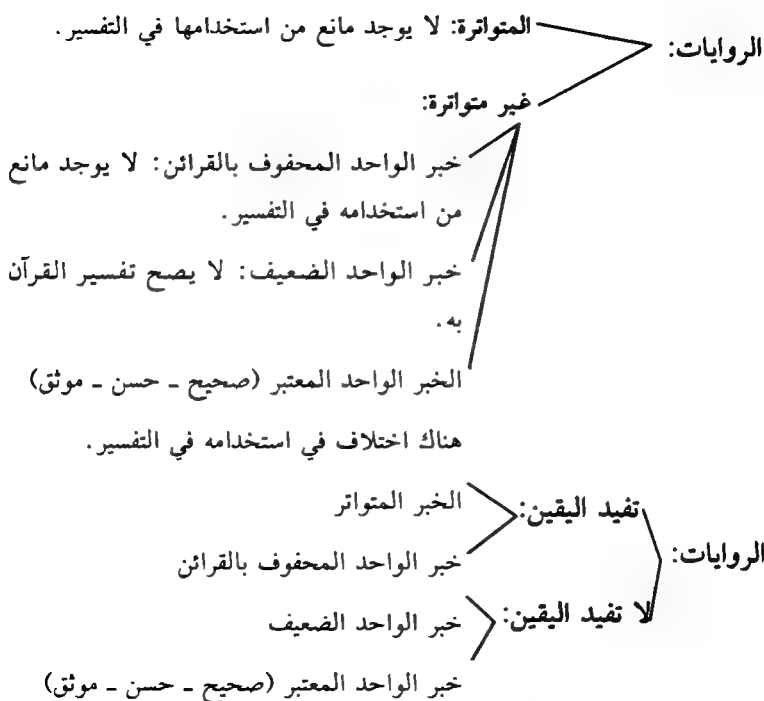 الروايات:
المتواترة: لا يوجد مانع من استخدامها في التفسير.
غير متواترة:
خبر الواحد المحفوف بالقرائن: لا يوجد مانع
من استخدامه في التفسير.
خبر الواحد الضعيف: لا يصح تفسير القرآن
به.
الخبر الواحد المعتبر (صحيح - حسن - موثق)
هناك اختلاف في استخدامه في التفسير.
الروايات:
تفيد اليقين:
الخبر المتواتر
خبر الواحد المحفوف بالقرائن
لا تفيد اليقين:
خبر الواحد الضعيف
خبر الواحد المعتبر (صحيح - حسن - موثق)